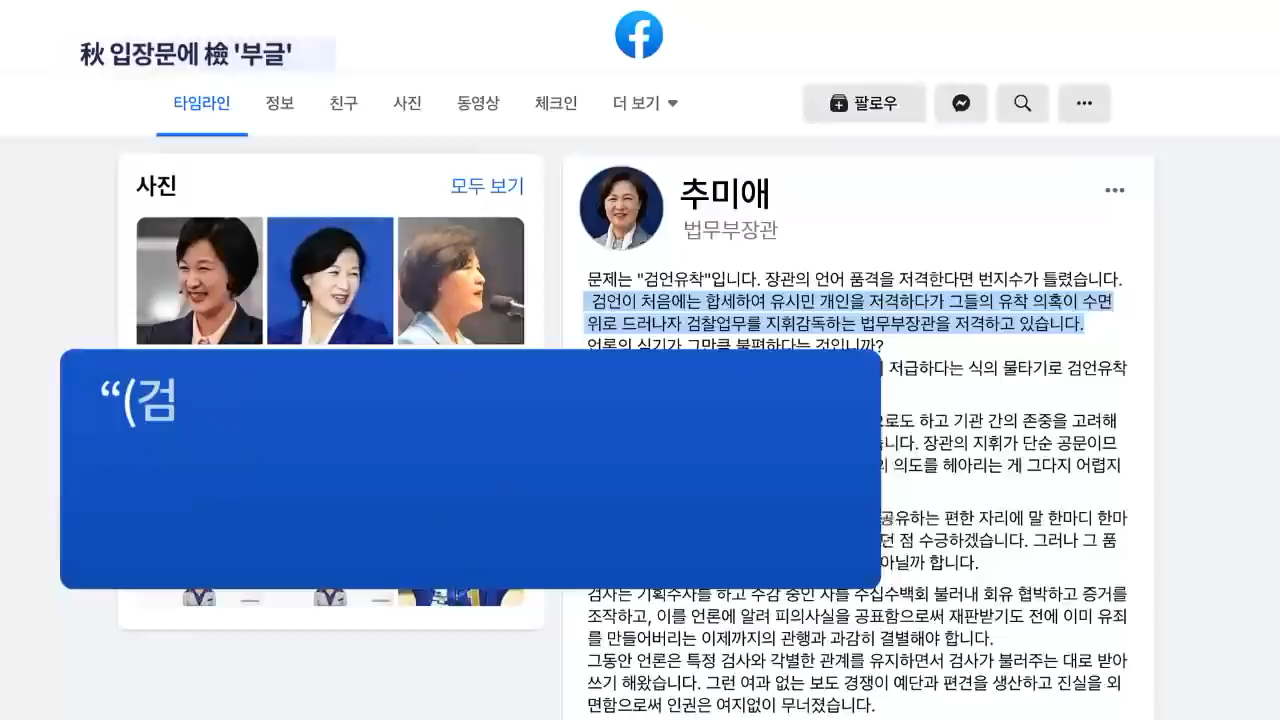 秋 입장문에 檢 '부글'
타임라인 정보 친구 사진 동영상 체크인 더 보기
팔로우
사진
모두 보기
추미애
법무부장관
문제는 "검언유착"입니다. 장관의 언어 품격을 저격한다면 번지수가 틀렸습니다.
검언이 처음에는 합세하여 유시민 개인을 저격하다가 그들의 유착 의혹이 수면
위로 드러나자 검찰업무를 지휘감독하는 법무부장관을 저격하고 있습니다.
언론의 심기가 그만큼 불편하다는 것입니까?
저급하다는 식의 물타기로 검언유착
“(검
하고 기관 간의 존중을 고려해
장관의 지휘가 단순 공문이므
의도를 헤아리는 게 그다지 어렵지
공유하는 편한 자리에 말 한마디 한마
던 점 수긍하겠습니다. 그러나 그 품
아닐까 합니다.
검사는 기획수사를 하고 수감 중인 자를 수십수백회 불러내 회유 협박하고 증거를
조작하고, 이를 언론에 알려 피의사실을 공표함으로써 재판받기도 전에 이미 유죄
를 만들어버리는 이제까지의 관행과 과감히 결별해야 합니다.
그동안 언론은 특정 검사와 각별한 관계를 유지하면서 검사가 불러주는 대로 받아
쓰기 해왔습니다. 그런 여과 없는 보도 경쟁이 예단과 편견을 생산하고 진실을 외
면함으로써 인권은 여지없이 무너졌습니다.